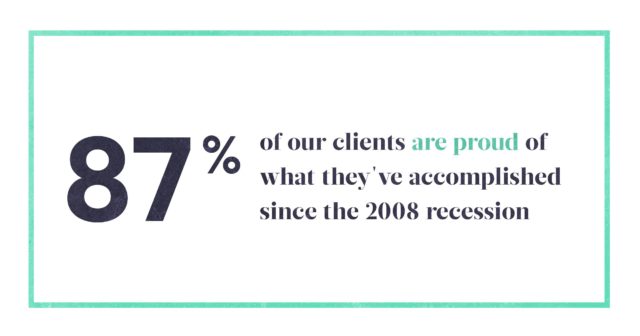 87% of our clients are proud of
what they've accomplished
since the 2008 recession